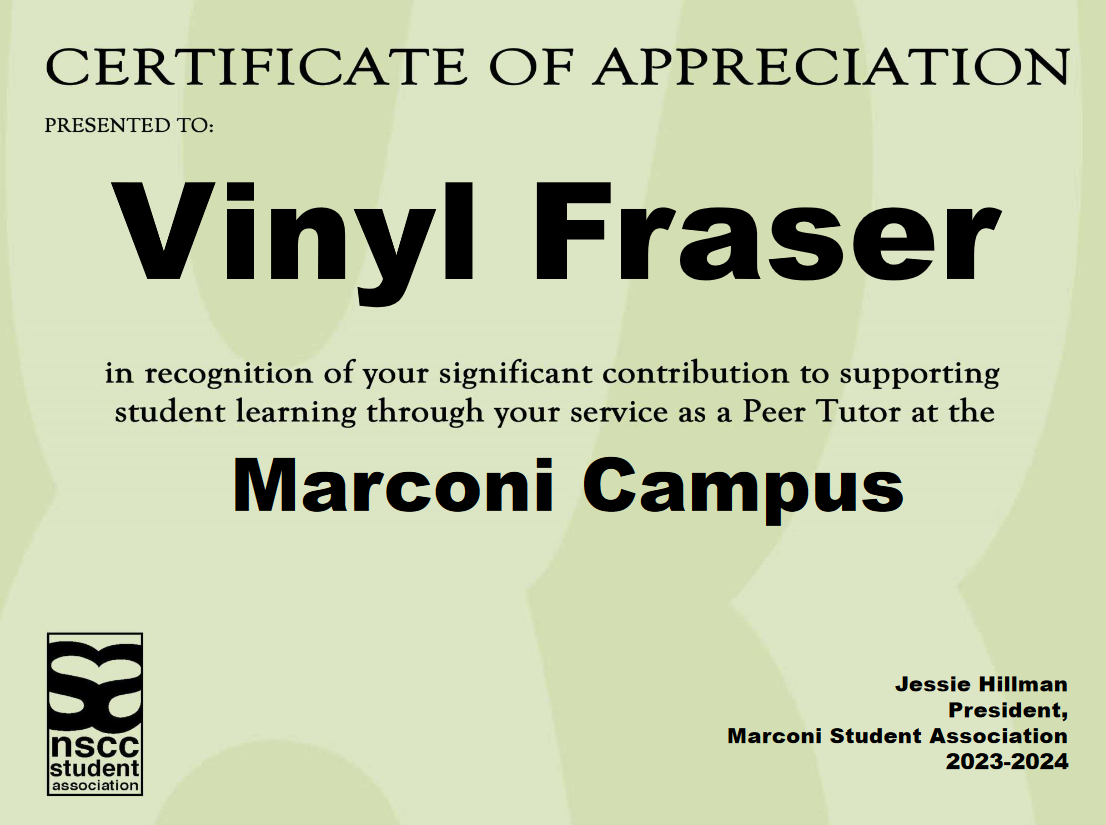 CERTIFICATE OF APPRECIATION
PRESENTED TO:
Vinyl Fraser
in recognition of your significant contribution to supporting
student learning through your service as a Peer Tutor at the
Marconi Campus
nscc
student
association
Jessie Hillman
President,
Marconi Student Association
2023-2024